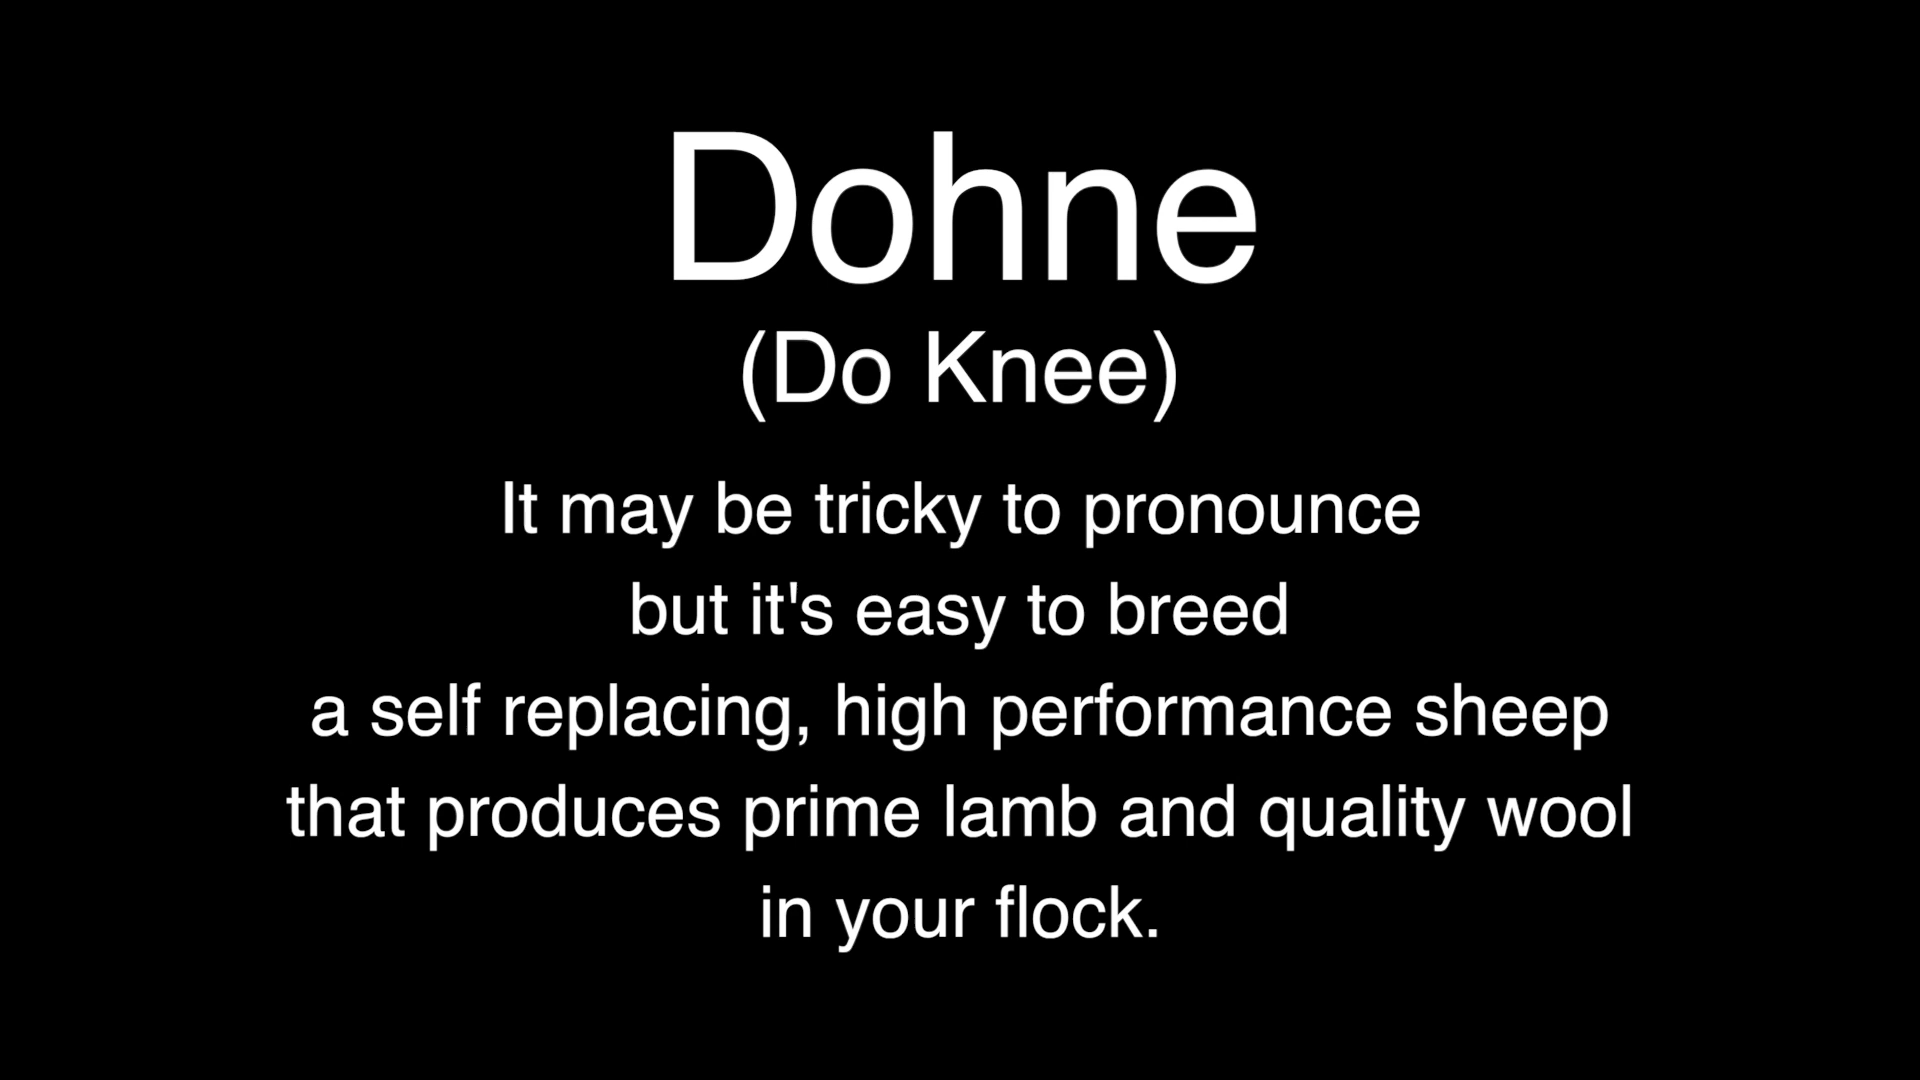 Dohne
(Do Knee)
It may be tricky to pronounce
but it's easy to breed
a self replacing, high performance sheep
that produces prime lamb and quality wool
in your flock.